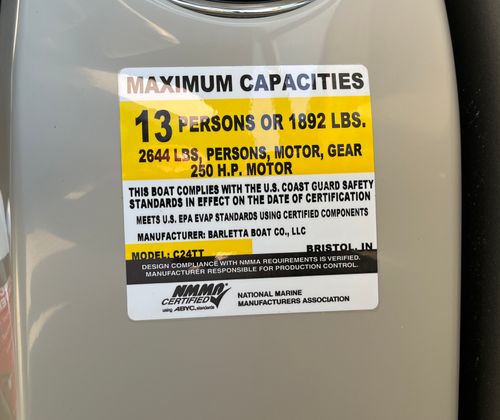 MAXIMUM CAPACITIES
13 PERSONS OR 1892 LBS.
2644 LBS, PERSONS, MOTOR, GEAR
250 H.P. MOTOR
THIS BOAT COMPLIES WITH THE U.S. COAST GUARD SAFETY
STANDARDS IN EFFECT ON THE DATE OF CERTIFICATION
MEETS U.S. EPA EVAP STANDARDS USING CERTIFIED COMPONENTS
MANUFACTURER: BARLETTA BOAT CO., LLC
MODEL: C24TT BRISTOL, IN
DESIGN COMPLIANCE WITH NMMA REQUIREMENTS IS VERIFIED.
MANUFACTURER RESPONSIBLE FOR PRODUCTION CONTROL.
NMMA
CERTIFIED
using ABYC, standards
NATIONAL MARINE
MANUFACTURERS ASSOCIATION